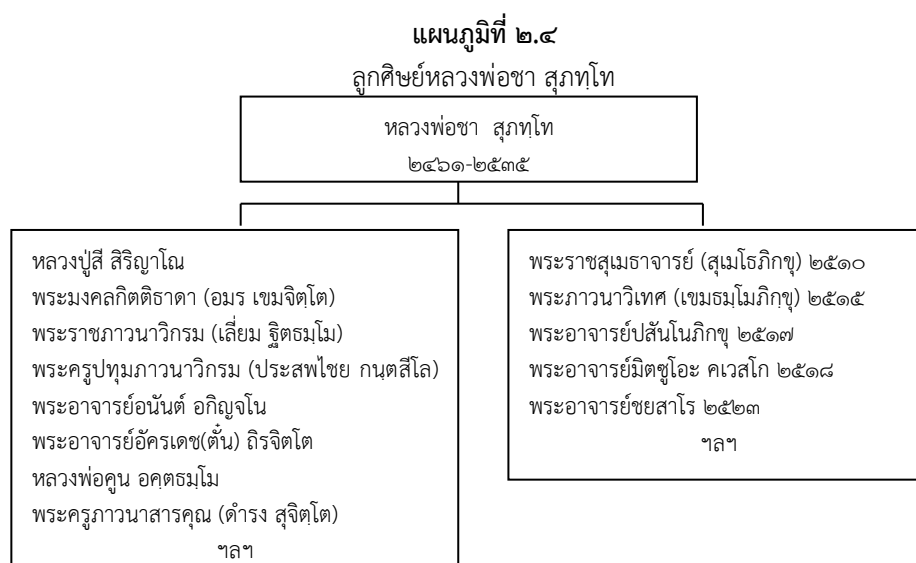 แผนภูมิที่ ๒.๔
ลูกศิษย์หลวงพ่อชา สุภทฺโท
หลวงพ่อชา สุภทฺโท
๒๔๖๑-๒๕๓๕
หลวงปู่สี สิริญาโณ
พระมงคลกิตติธาดา (อมร เขมจิตฺโต)
พระราชภาวนาวิกรม (เลี่ยม ฐิตธมฺโม)
พระครูปทุมภาวนาวิกรม (ประสพไชย กนฺตสีโล)
พระอาจารย์อนันต์ อกิญจโน
พระอาจารย์อัครเดช(ตั๋น) ถิรจิตโต
หลวงพ่อคูน อคฺตธมฺโม
พระครูภาวนาสารคุณ (ดำรง สุจิตฺโต)
ฯลฯ
พระราชสุเมธาจารย์ (สุเมโธภิกขุ) ๒๕๑๐
พระภาวนาวิเทศ (เขมธมฺโมภิกฺขุ) ๒๕๑๕
พระอาจารย์ปสันโนภิกขุ ๒๕๑๗
พระอาจารย์มิตซูโอะ คเวสโก ๒๕๑๘
พระอาจารย์ชยสาโร ๒๕๒๓
ฯลฯ